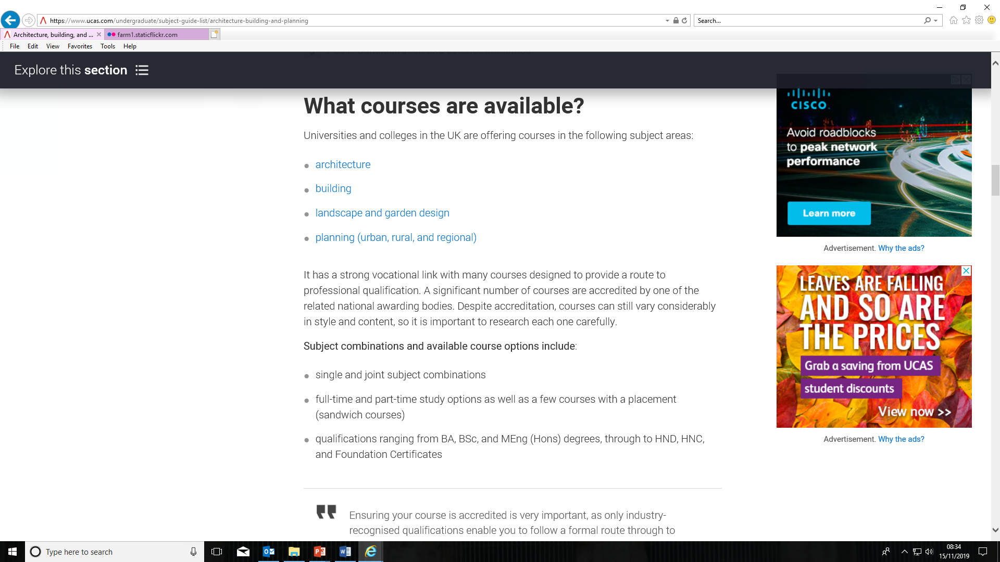 https://www.ucas.com/undergraduate/subject-guide-list/architecture-building-and-planning
Search...
Architecture, building, and ...
farm1.staticflickr.com
File Edit View Favorites Tools Help
Explore this section
What courses are available?
Universities and colleges in the UK are offering courses in the following subject areas:
architecture
building
landscape and garden design
planning (urban, rural, and regional)
It has a strong vocational link with many courses designed to provide a route to
professional qualification. A significant number of courses are accredited by one of the
related national awarding bodies. Despite accreditation, courses can still vary considerably
in style and content, so it is important to research each one carefully.
Subject combinations and available course options include:
single and joint subject combinations
full-time and part-time study options as well as a few courses with a placement
(sandwich courses)
qualifications ranging from BA, BSc, and MEng (Hons) degrees, through to HND, HNC,
and Foundation Certificates
Ensuring your course is accredited is very important, as only industry-
recognised qualifications enable you to follow a formal route through to
CISCO
Avoid roadblocks
to peak network
performance
Learn more
Advertisement. Why the ads?
LEAVES ARE FALLING
AND SO ARE
THE PRICES
Grab a saving from UCAS
student discounts
View now >>
Advertisement. Why the ads?
Type here to search
08:34
15/11/2019